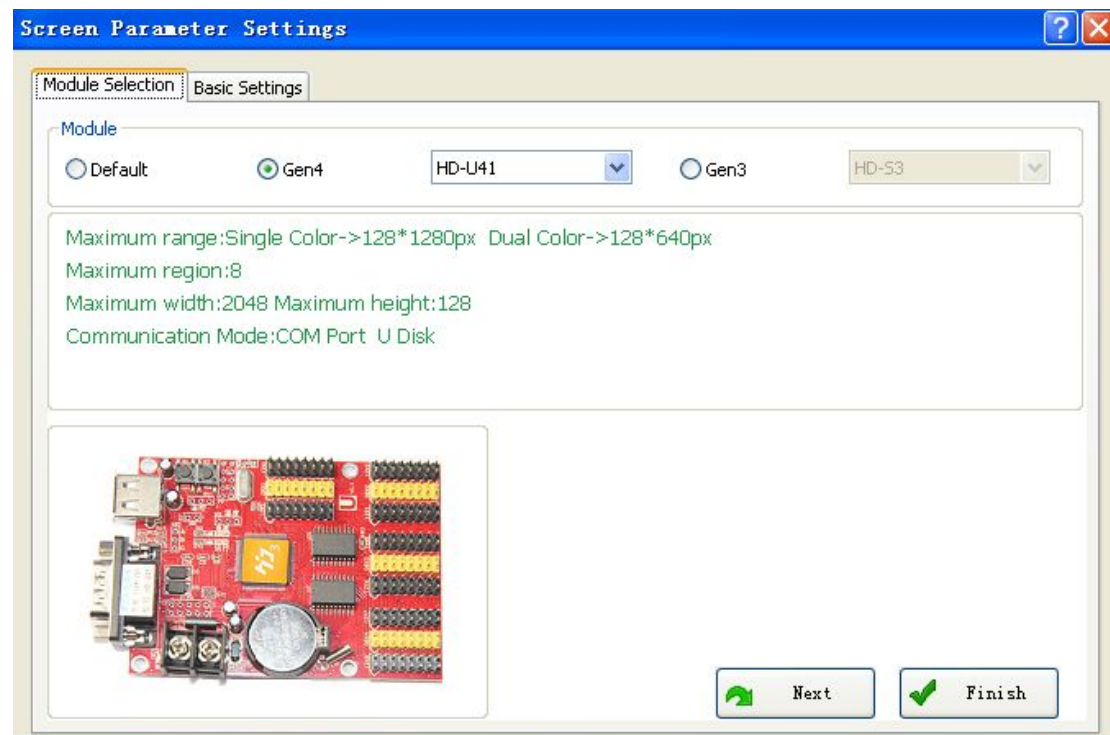 Screen Parameter Settings
Module Selection Basic Settings
Module
Default Gen4 HD-U41 Gen3 HD-S3
Maximum range:Single Color->128*1280px Dual Color->128*640px
Maximum region:8
Maximum width:2048 Maximum height:128
Communication Mode:COM Port U Disk
U
Next Finish